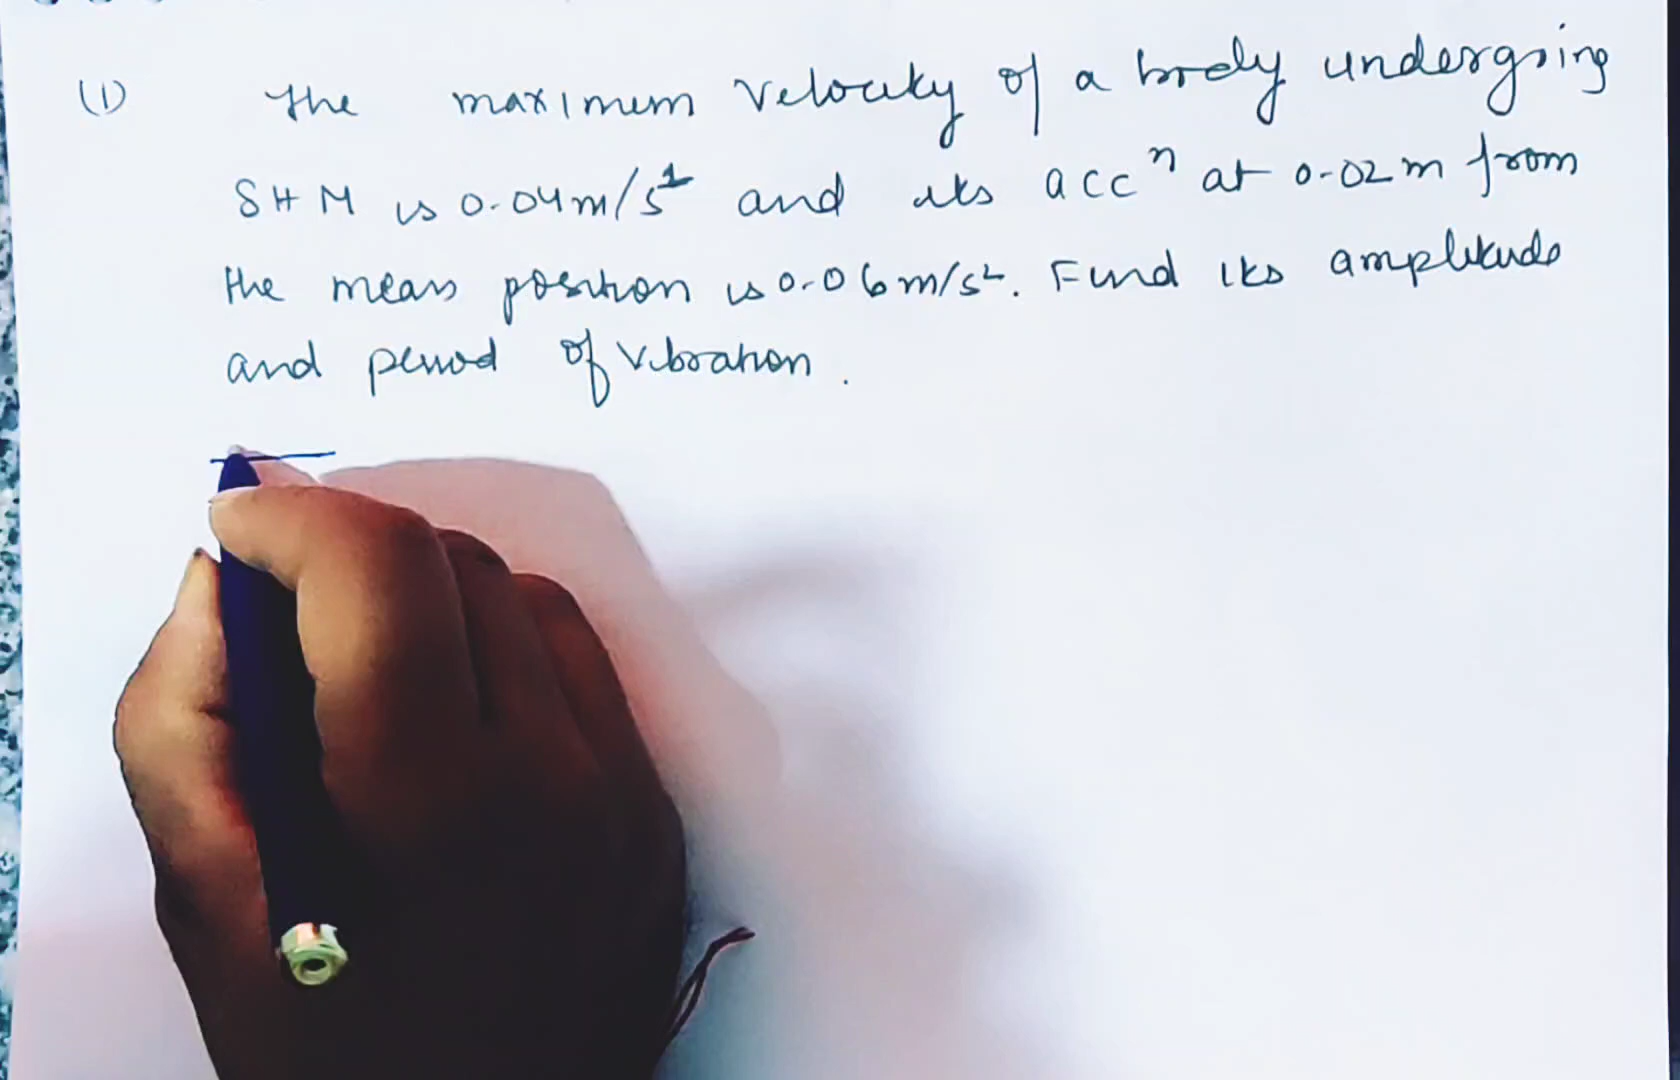 (1) The maximum velocity of a body undergoing
SHM is 0.04m/s and its accⁿ at 0.02m from
the mean position is 0.06m/s². Find its amplitude
and period of vibration.